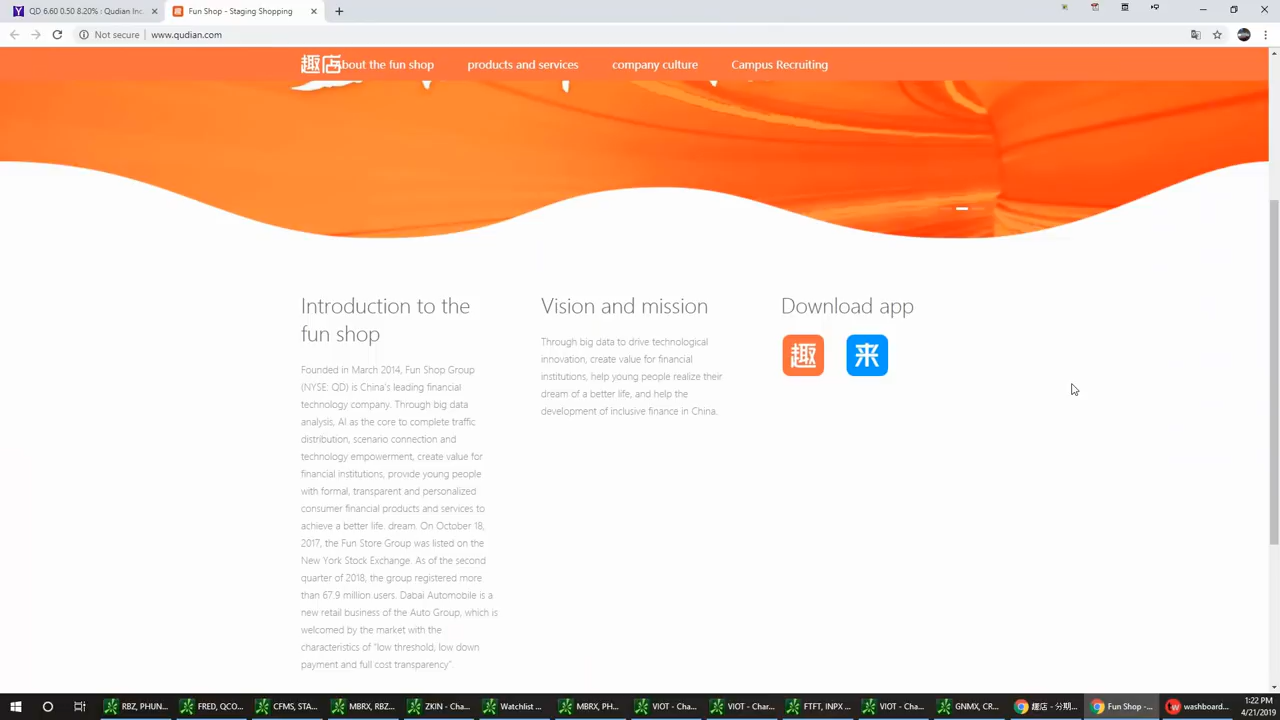 QD 6.60 0.50 8.20% : Qudian Inc.
Fun Shop - Staging Shopping
Not secure
www.qudian.com
趣店
bout the fun shop
products and services
company culture
Campus Recruiting
Introduction to the
fun shop
Founded in March 2014, Fun Shop Group
(NYSE: QD) is China's leading financial
technology company. Through big data
analysis, AI as the core to complete traffic
distribution, scenario connection and
technology empowerment, create value for
financial institutions, provide young people
with formal, transparent and personalized
consumer financial products and services to
achieve a better life. dream. On October 18,
2017, the Fun Store Group was listed on the
New York Stock Exchange. As of the second
quarter of 2018, the group registered more
than 67.9 million users. Dabai Automobile is a
new retail business of the Auto Group, which is
welcomed by the market with the
characteristics of "low threshold, low down
payment and full cost transparency".
Vision and mission
Through big data to drive technological
innovation, create value for financial
institutions, help young people realize their
dream of a better life, and help the
development of inclusive finance in China.
Download app
趣
来
RBZ, PHUN...
FRED, QCO...
CFMS, STA...
MBRX, RBZ...
ZKIN - Cha...
Watchlist ...
MBRX, PH...
VIOT - Cha...
VIOT - Char...
FTFT, INPX ...
VIOT - Cha...
GNMX, CR...
趣店 - 分期...
Fun Shop -...
washboard...
1:22 PM
4/21/2019